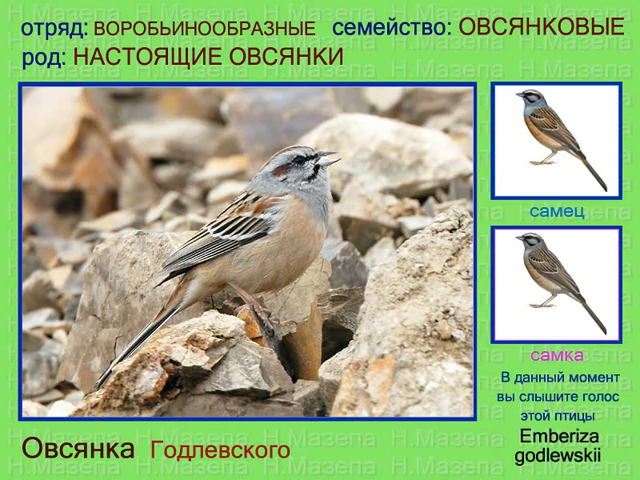 отряд: ВОРОБЬИНООБРАЗНЫЕ семейство: ОВСЯНКОВЫЕ
род: НАСТОЯЩИЕ ОВСЯНКИ
самец
самка
В данный момент
вы слышите голос
этой птицы
Emberiza
godlewskii
Овсянка Годлевского
Н.Мазепа